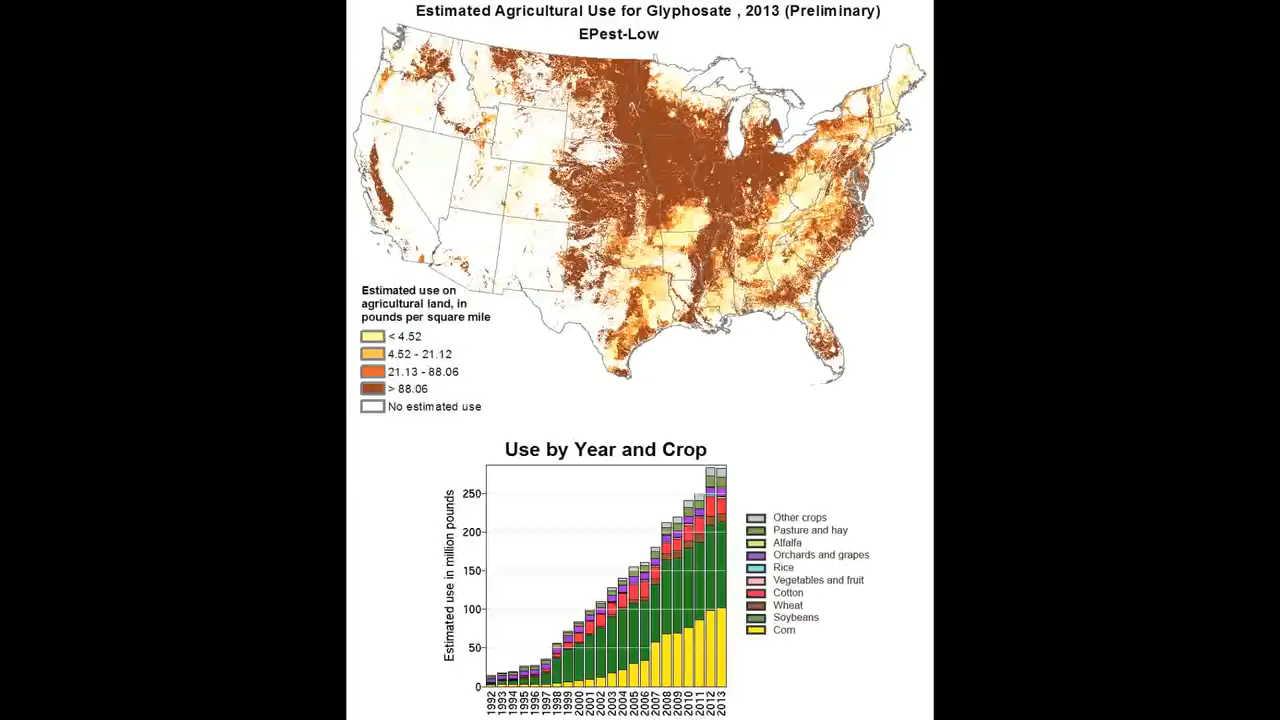 Estimated Agricultural Use for Glyphosate , 2013 (Preliminary)
EPest-Low
Estimated use on
agricultural land, in
pounds per square mile
< 4.52
4.52 - 21.12
21.13 - 88.06
> 88.06
No estimated use
Use by Year and Crop
Estimated use in million pounds
250
200
150
100
50
0
1992
1993
1994
1995
1996
1997
1998
1999
2000
2001
2002
2003
2004
2005
2006
2007
2008
2009
2010
2011
2012
2013
Other crops
Pasture and hay
Alfalfa
Orchards and grapes
Rice
Vegetables and fruit
Cotton
Wheat
Soybeans
Corn